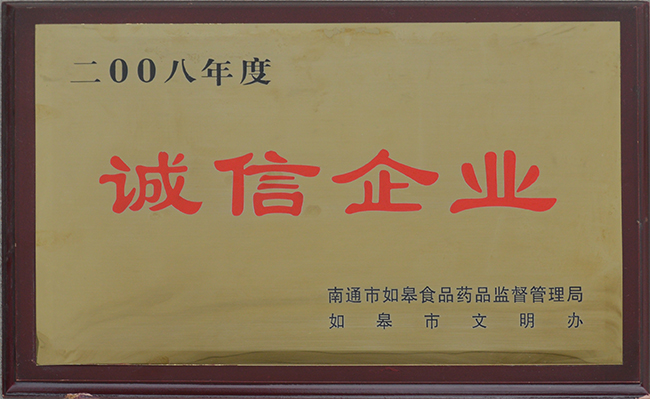 二00八年度
诚信企业
南通市如皋食品药品监督管理局
如皋市文明办